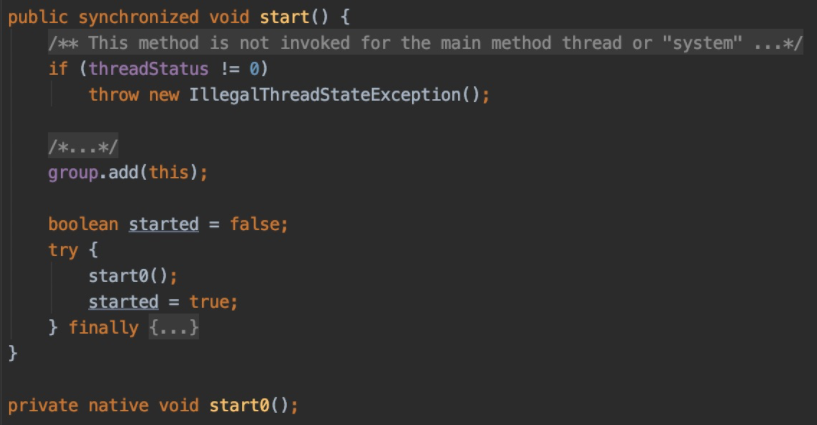 public synchronized void start() {
/** This method is not invoked for the main method thread or "system" ...*/
if (threadStatus != 0)
throw new IllegalThreadStateException();
/*...*/
group.add(this);
boolean started = false;
try {
start0();
started = true;
} finally {...}
}
private native void start0();